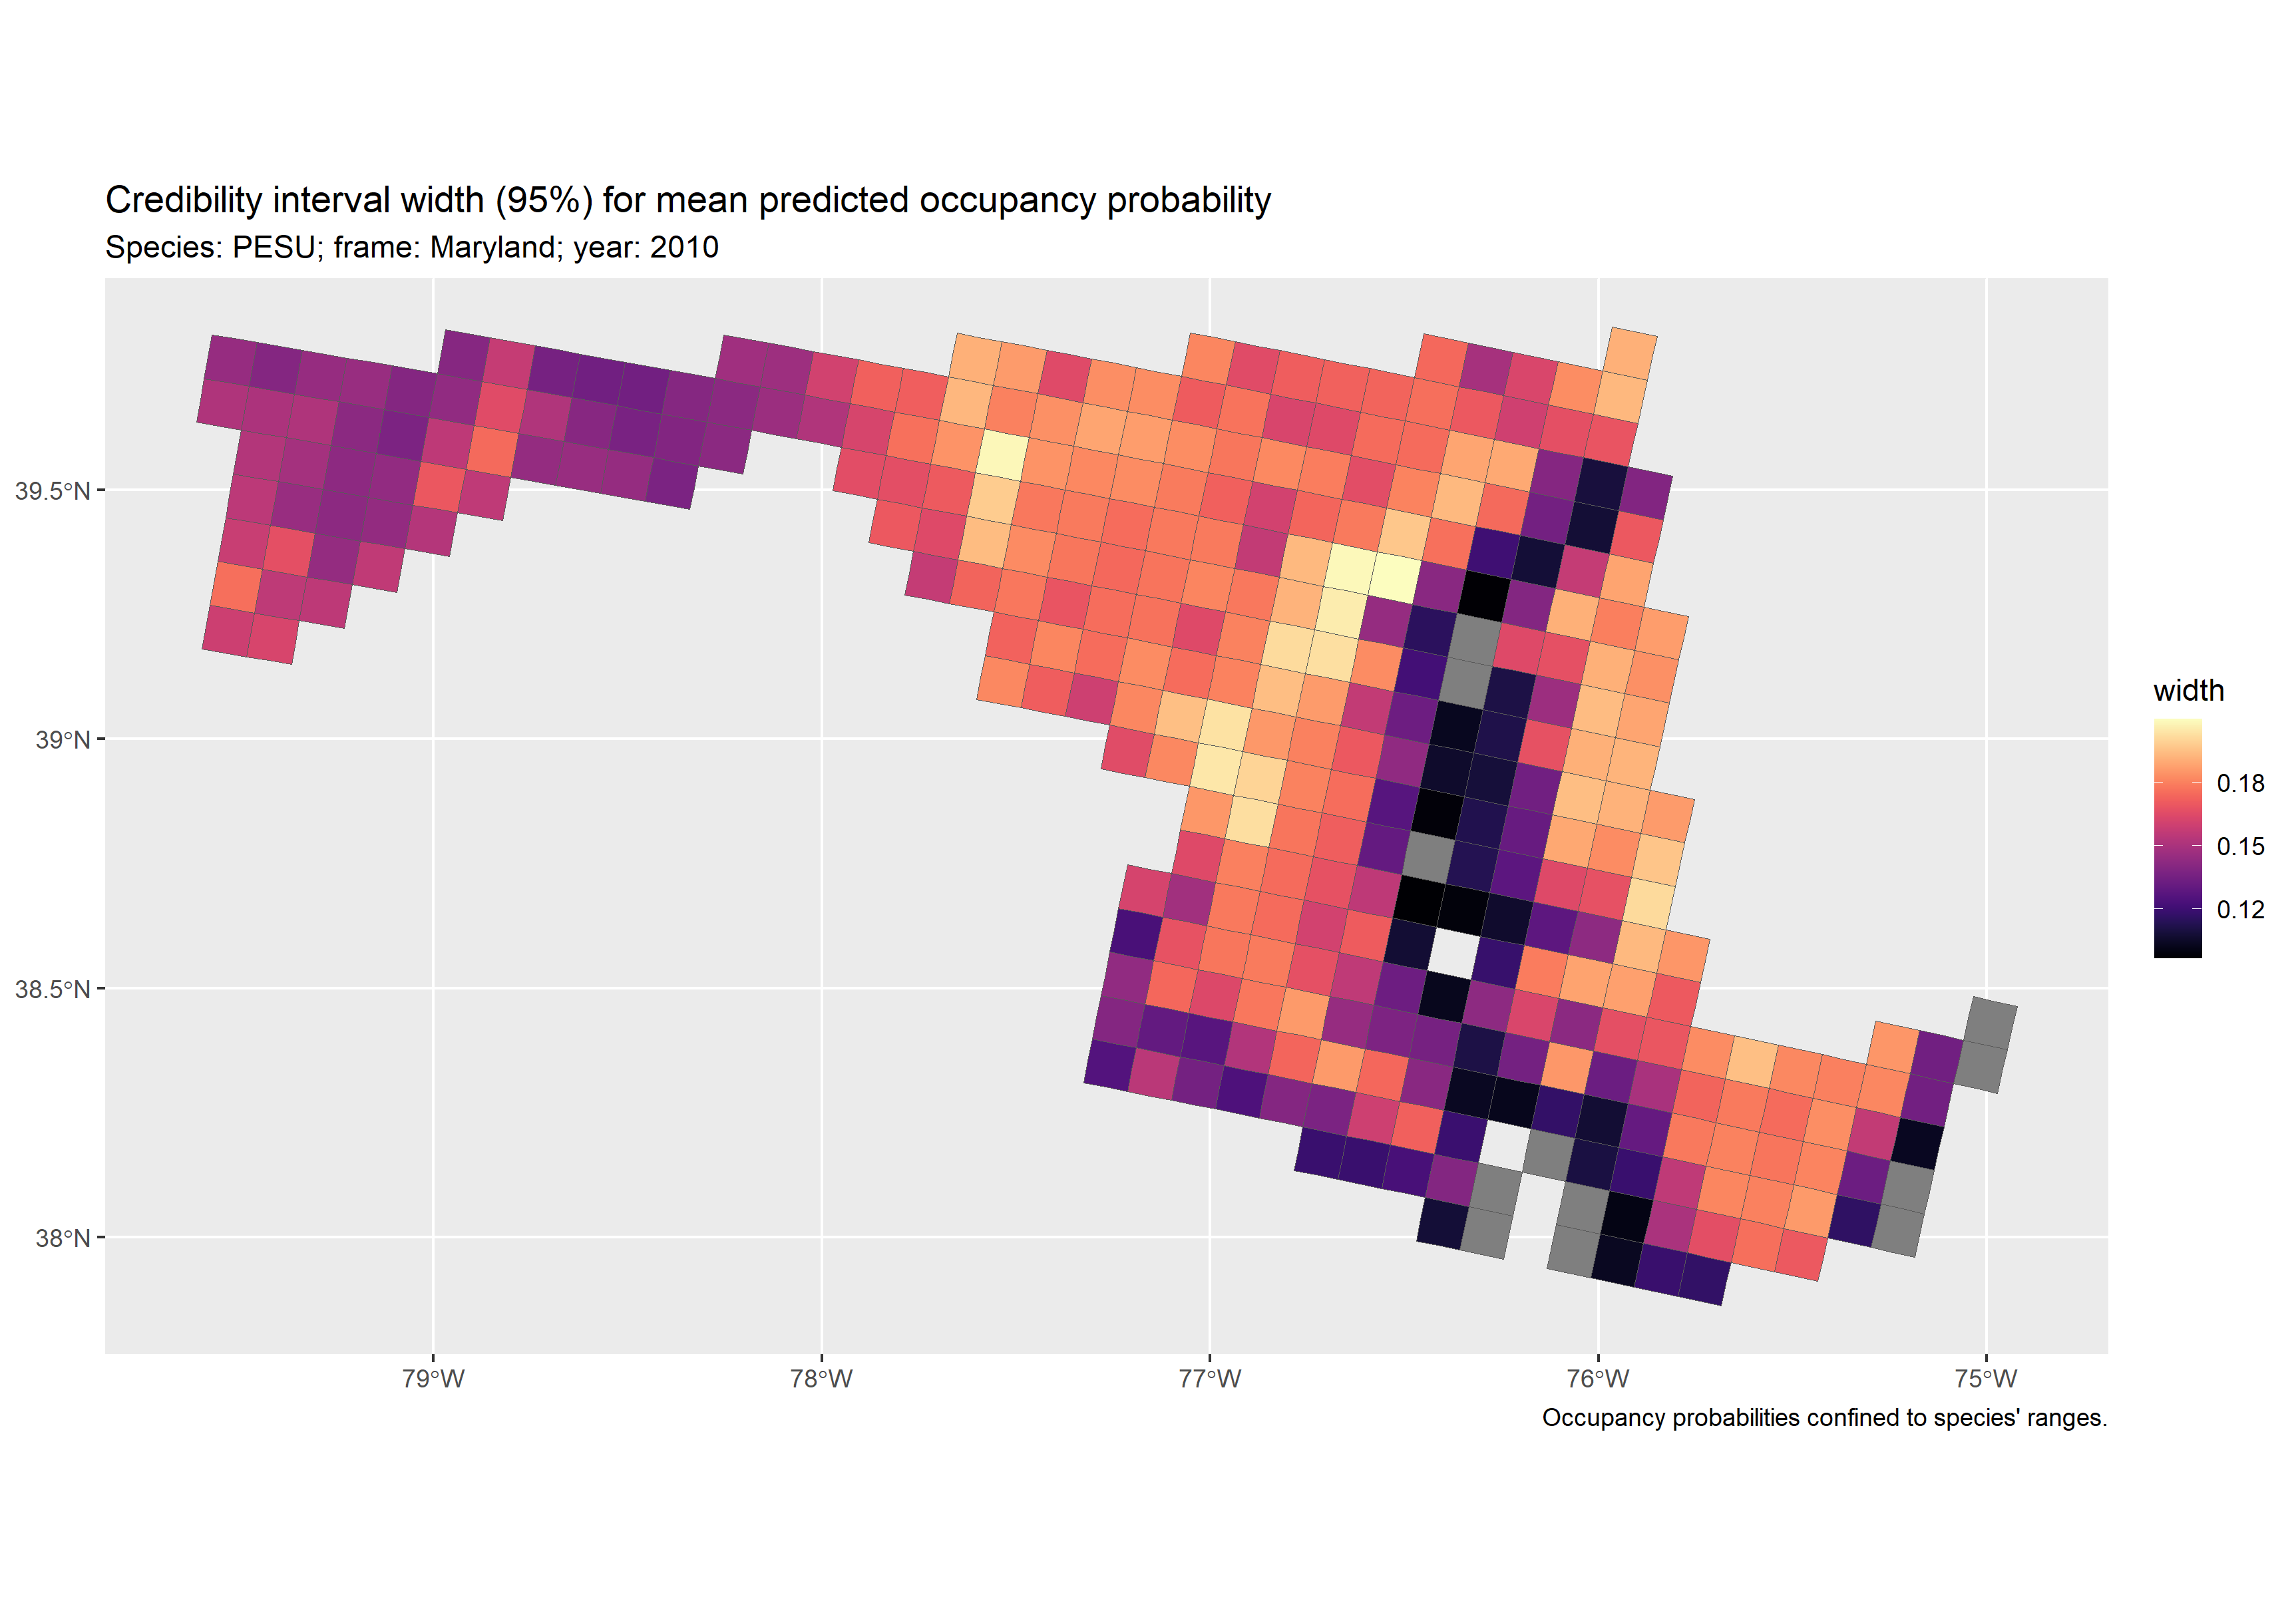 Credibility interval width (95%) for mean predicted occupancy probability
Species: PESU; frame: Maryland; year: 2010
39.5°N
39°N
38.5°N
38°N
79°W
78°W
77°W
76°W
75°W
width
0.18
0.15
0.12
Occupancy probabilities confined to species' ranges.